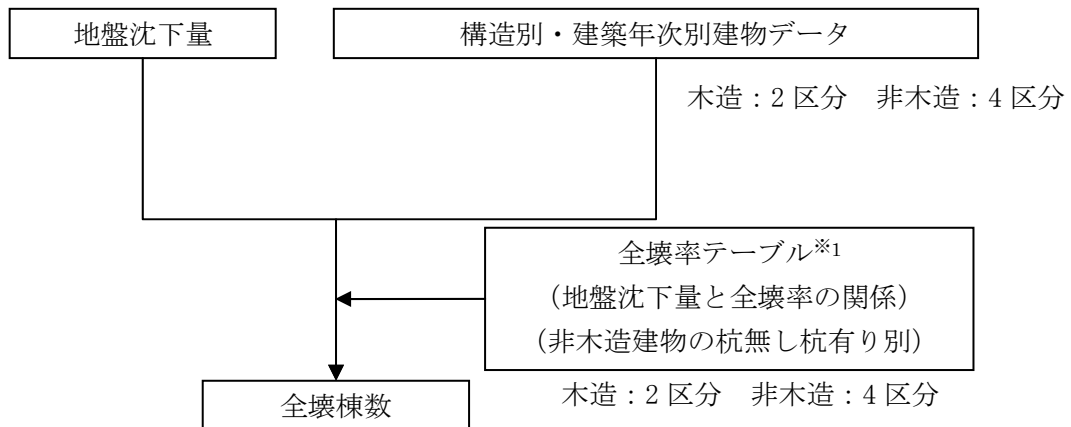 地盤沈下量
構造別・建築年次別建物データ
木造：2 区分　非木造：4 区分
全壊率テーブル※1
（地盤沈下量と全壊率の関係）
（非木造建物の杭無し杭有り別）
木造：2 区分　非木造：4 区分
全壊棟数